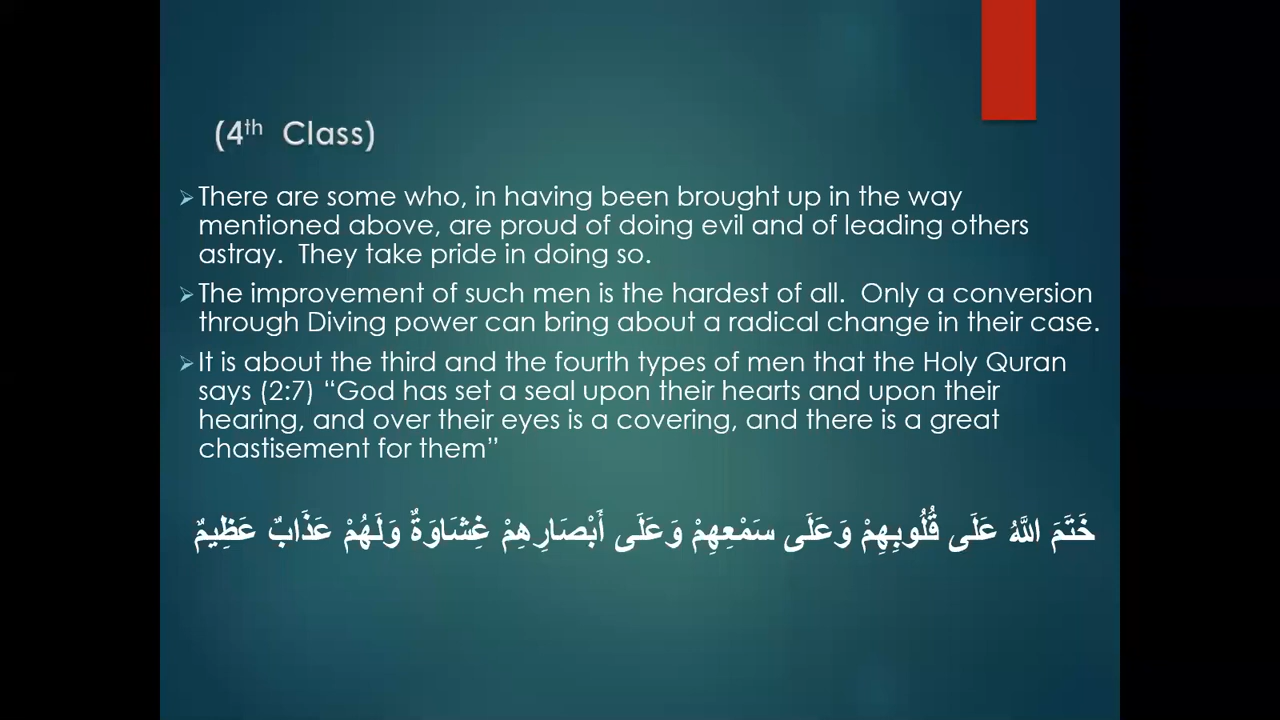 (4th Class)
➢ There are some who, in having been brought up in the way
mentioned above, are proud of doing evil and of leading others
astray. They take pride in doing so.
➢ The improvement of such men is the hardest of all. Only a conversion
through Diving power can bring about a radical change in their case.
➢ It is about the third and the fourth types of men that the Holy Quran
says (2:7) “God has set a seal upon their hearts and upon their
hearing, and over their eyes is a covering, and there is a great
chastisement for them”
خَتَمَ اللَّهُ عَلَى قُلُوبِهِمْ وَعَلَى سَمْعِهِمْ وَعَلَى أَبْصَارِهِمْ غِشَاوَةٌ وَلَهُمْ عَذَابٌ عَظِيمٌ